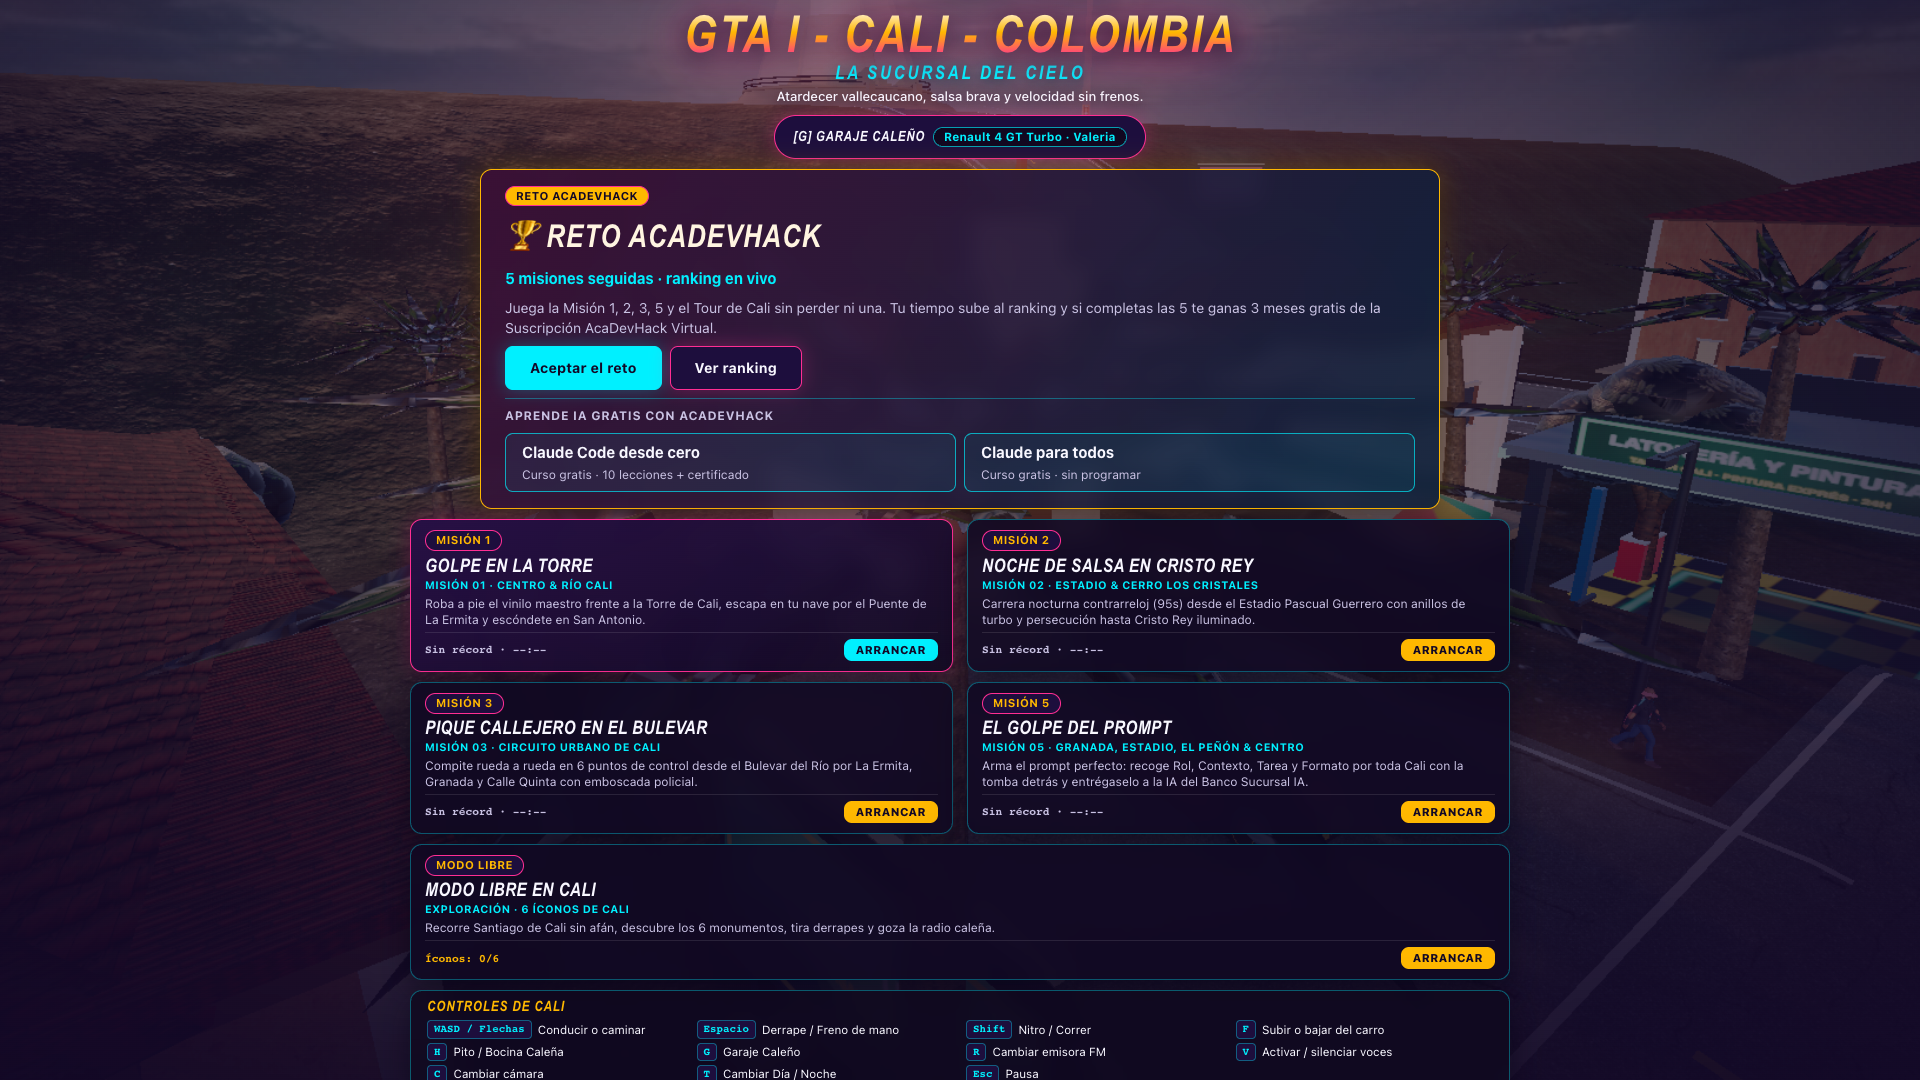 GTA I - CALI - COLOMBIA
LA SUCURSAL DEL CIELO
Atardecer vallecaucano, salsa brava y velocidad sin frenos.
[G] GARAJE CALEÑO Renault 4 GT Turbo · Valeria
RETO ACADEVHACK
🏆 RETO ACADEVHACK
5 misiones seguidas · ranking en vivo
Juega la Misión 1, 2, 3, 5 y el Tour de Cali sin perder ni una. Tu tiempo sube al ranking y si completas las 5 te ganas 3 meses gratis de la
Suscripción AcaDevHack Virtual.
Aceptar el reto
Ver ranking
APRENDE IA GRATIS CON ACADEVHACK
Claude Code desde cero
Curso gratis · 10 lecciones + certificado
Claude para todos
Curso gratis · sin programar
LATONERÍA Y PINTURA
MISIÓN 1
GOLPE EN LA TORRE
MISIÓN 01 · CENTRO & RÍO CALI
Roba a pie el vinilo maestro frente a la Torre de Cali, escapa en tu nave por el Puente de
La Ermita y escóndete en San Antonio.
Sin récord · --:--
ARRANCAR
MISIÓN 2
NOCHE DE SALSA EN CRISTO REY
MISIÓN 02 · ESTADIO & CERRO LOS CRISTALES
Carrera nocturna contrarreloj (95s) desde el Estadio Pascual Guerrero con anillos de
turbo y persecución hasta Cristo Rey iluminado.
Sin récord · --:--
ARRANCAR
MISIÓN 3
PIQUE CALLEJERO EN EL BULEVAR
MISIÓN 03 · CIRCUITO URBANO DE CALI
Compite rueda a rueda en 6 puntos de control desde el Bulevar del Río por La Ermita,
Granada y Calle Quinta con emboscada policial.
Sin récord · --:--
ARRANCAR
MISIÓN 5
EL GOLPE DEL PROMPT
MISIÓN 05 · GRANADA, ESTADIO, EL PEÑÓN & CENTRO
Arma el prompt perfecto: recoge Rol, Contexto, Tarea y Formato por toda Cali con la
tomba detrás y entrégaselo a la IA del Banco Sucursal IA.
Sin récord · --:--
ARRANCAR
MODO LIBRE
MODO LIBRE EN CALI
EXPLORACIÓN · 6 ÍCONOS DE CALI
Recorre Santiago de Cali sin afán, descubre los 6 monumentos, tira derrapes y goza la radio caleña.
Íconos: 0/6
ARRANCAR
CONTROLES DE CALI
WASD / Flechas Conducir o caminar
Espacio Derrape / Freno de mano
Shift Nitro / Correr
F Subir o bajar del carro
H Pito / Bocina Caleña
G Garaje Caleño
R Cambiar emisora FM
V Activar / silenciar voces
C Cambiar cámara
T Cambiar Día / Noche
Esc Pausa